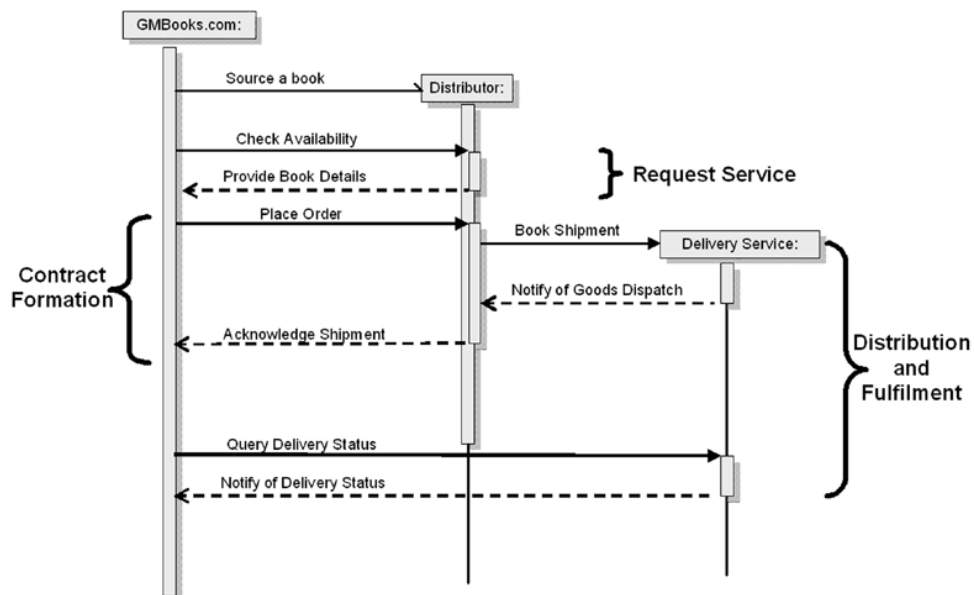 GMBooks.com:
Source a book
Distributor:
Check Availability
Request Service
Provide Book Details
Place Order
Book Shipment
Delivery Service:
Contract
Formation
Notify of Goods Dispatch
Acknowledge Shipment
Distribution
and
Fulfilment
Query Delivery Status
Notify of Delivery Status